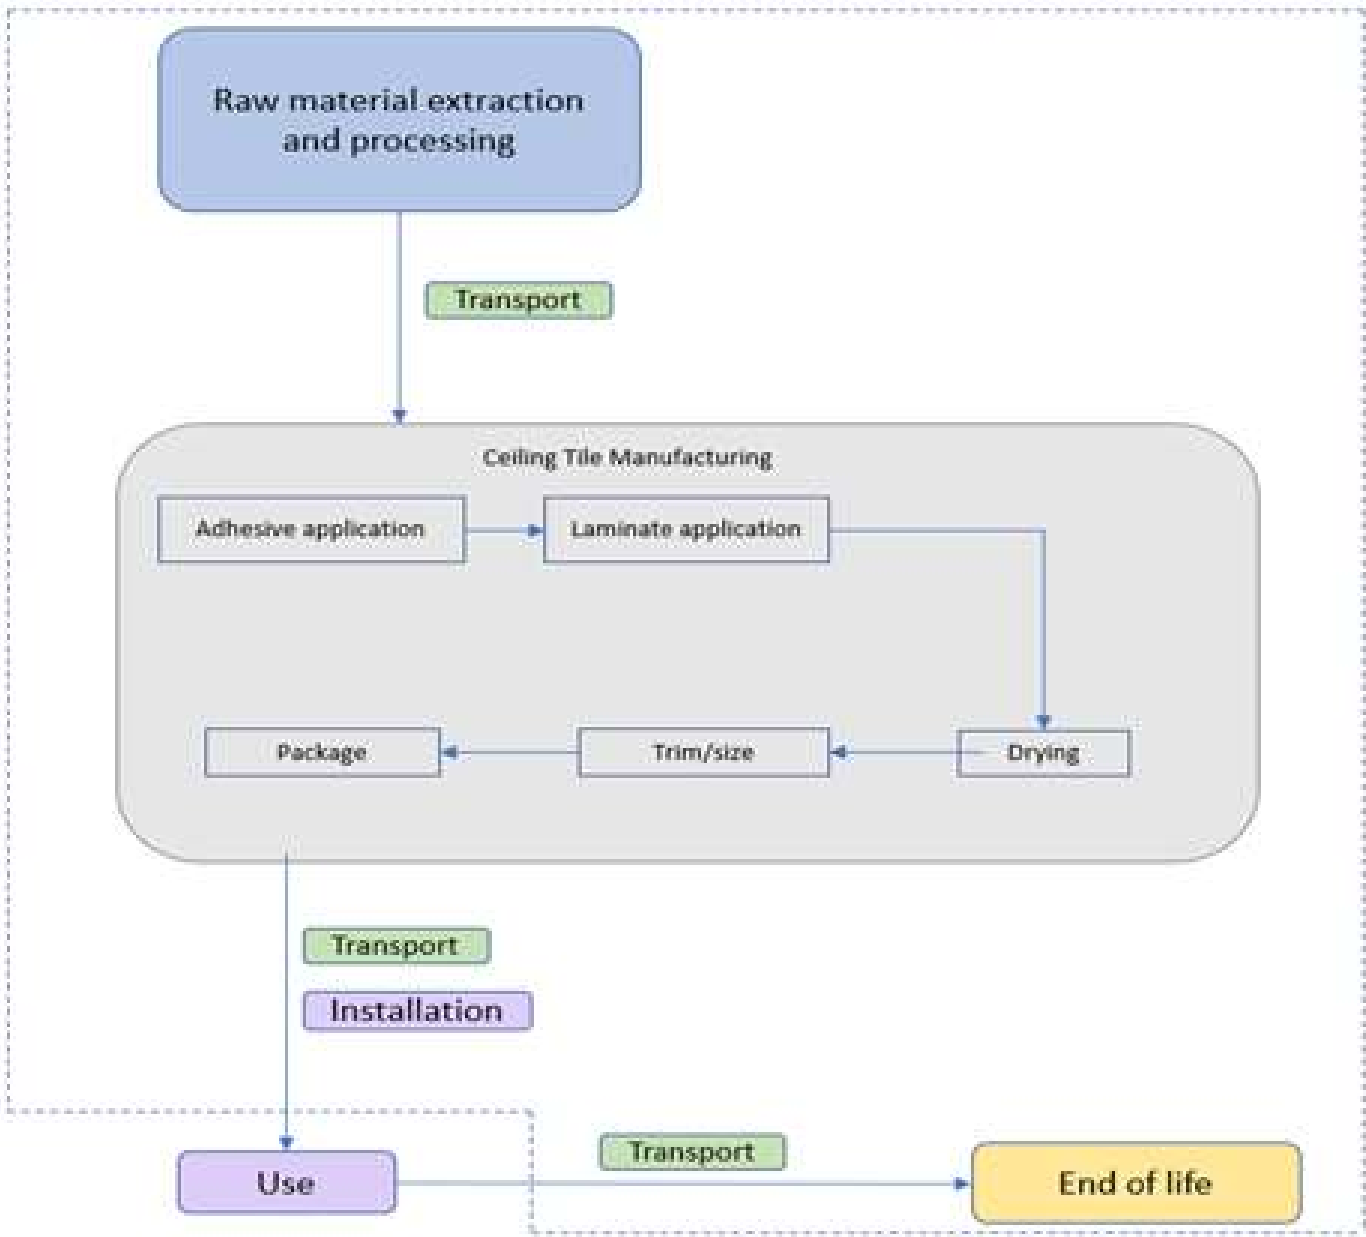 Raw material extraction
and processing
Transport
Ceiling Tile Manufacturing
Adhesive application
Laminate application
Package
Trim/size
Drying
Transport
Installation
Transport
Use
End of life